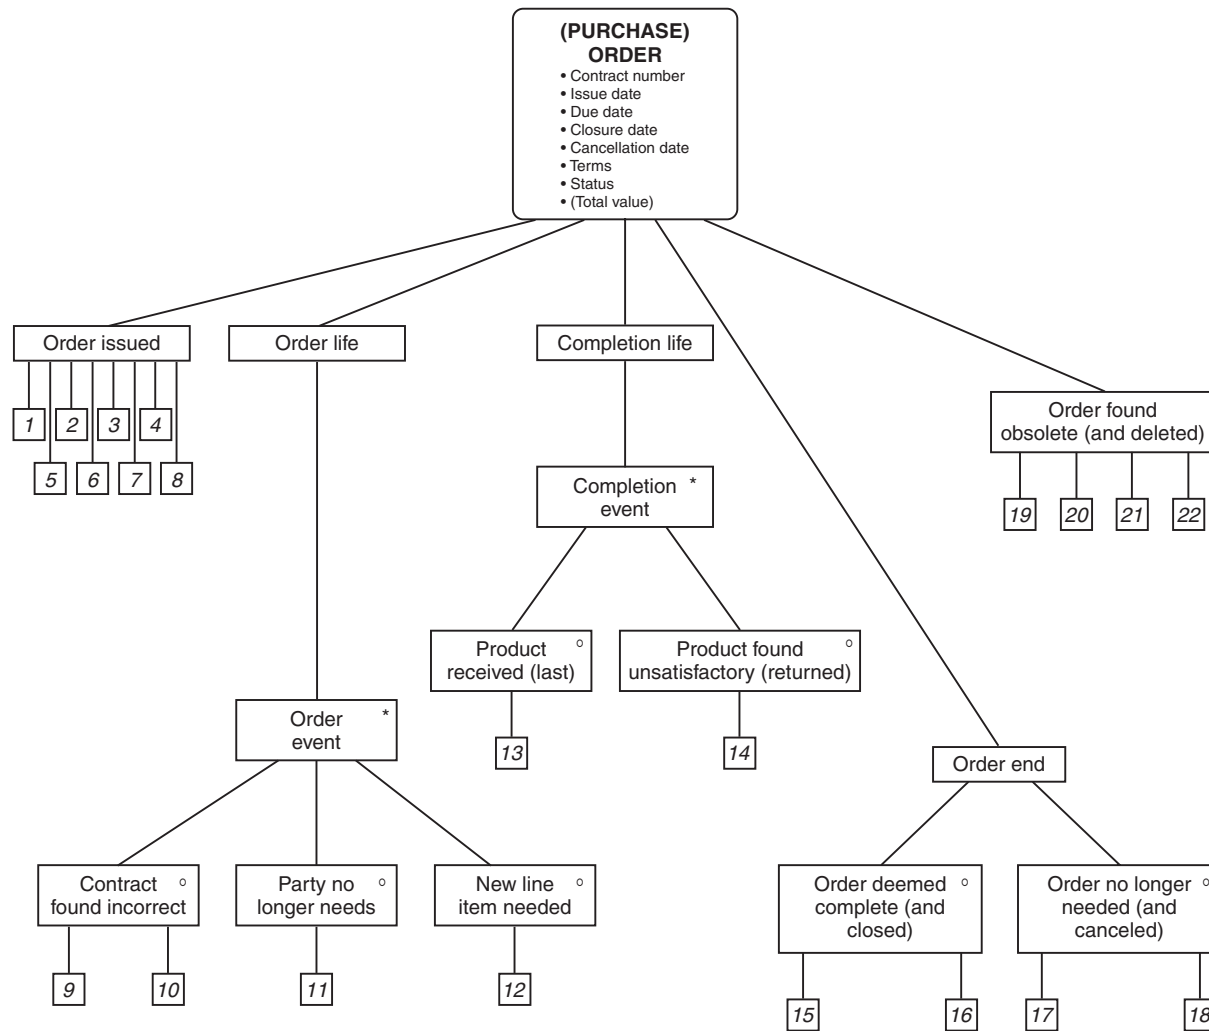 (PURCHASE)
ORDER
• Contract number
• Issue date
• Due date
• Closure date
• Cancellation date
• Terms
• Status
• (Total value)
Order issued
Order life
Completion life
1
2
3
4
5
6
7
8
Order found
obsolete (and deleted)
19
20
21
22
Completion *
event
Product o
received (last)
Product found o
unsatisfactory (returned)
13
14
Order *
event
Order end
Contract o
found incorrect
Party no o
longer needs
New line o
item needed
9
10
11
12
Order deemed o
complete (and
closed)
Order no longer o
needed (and
canceled)
15
16
17
18